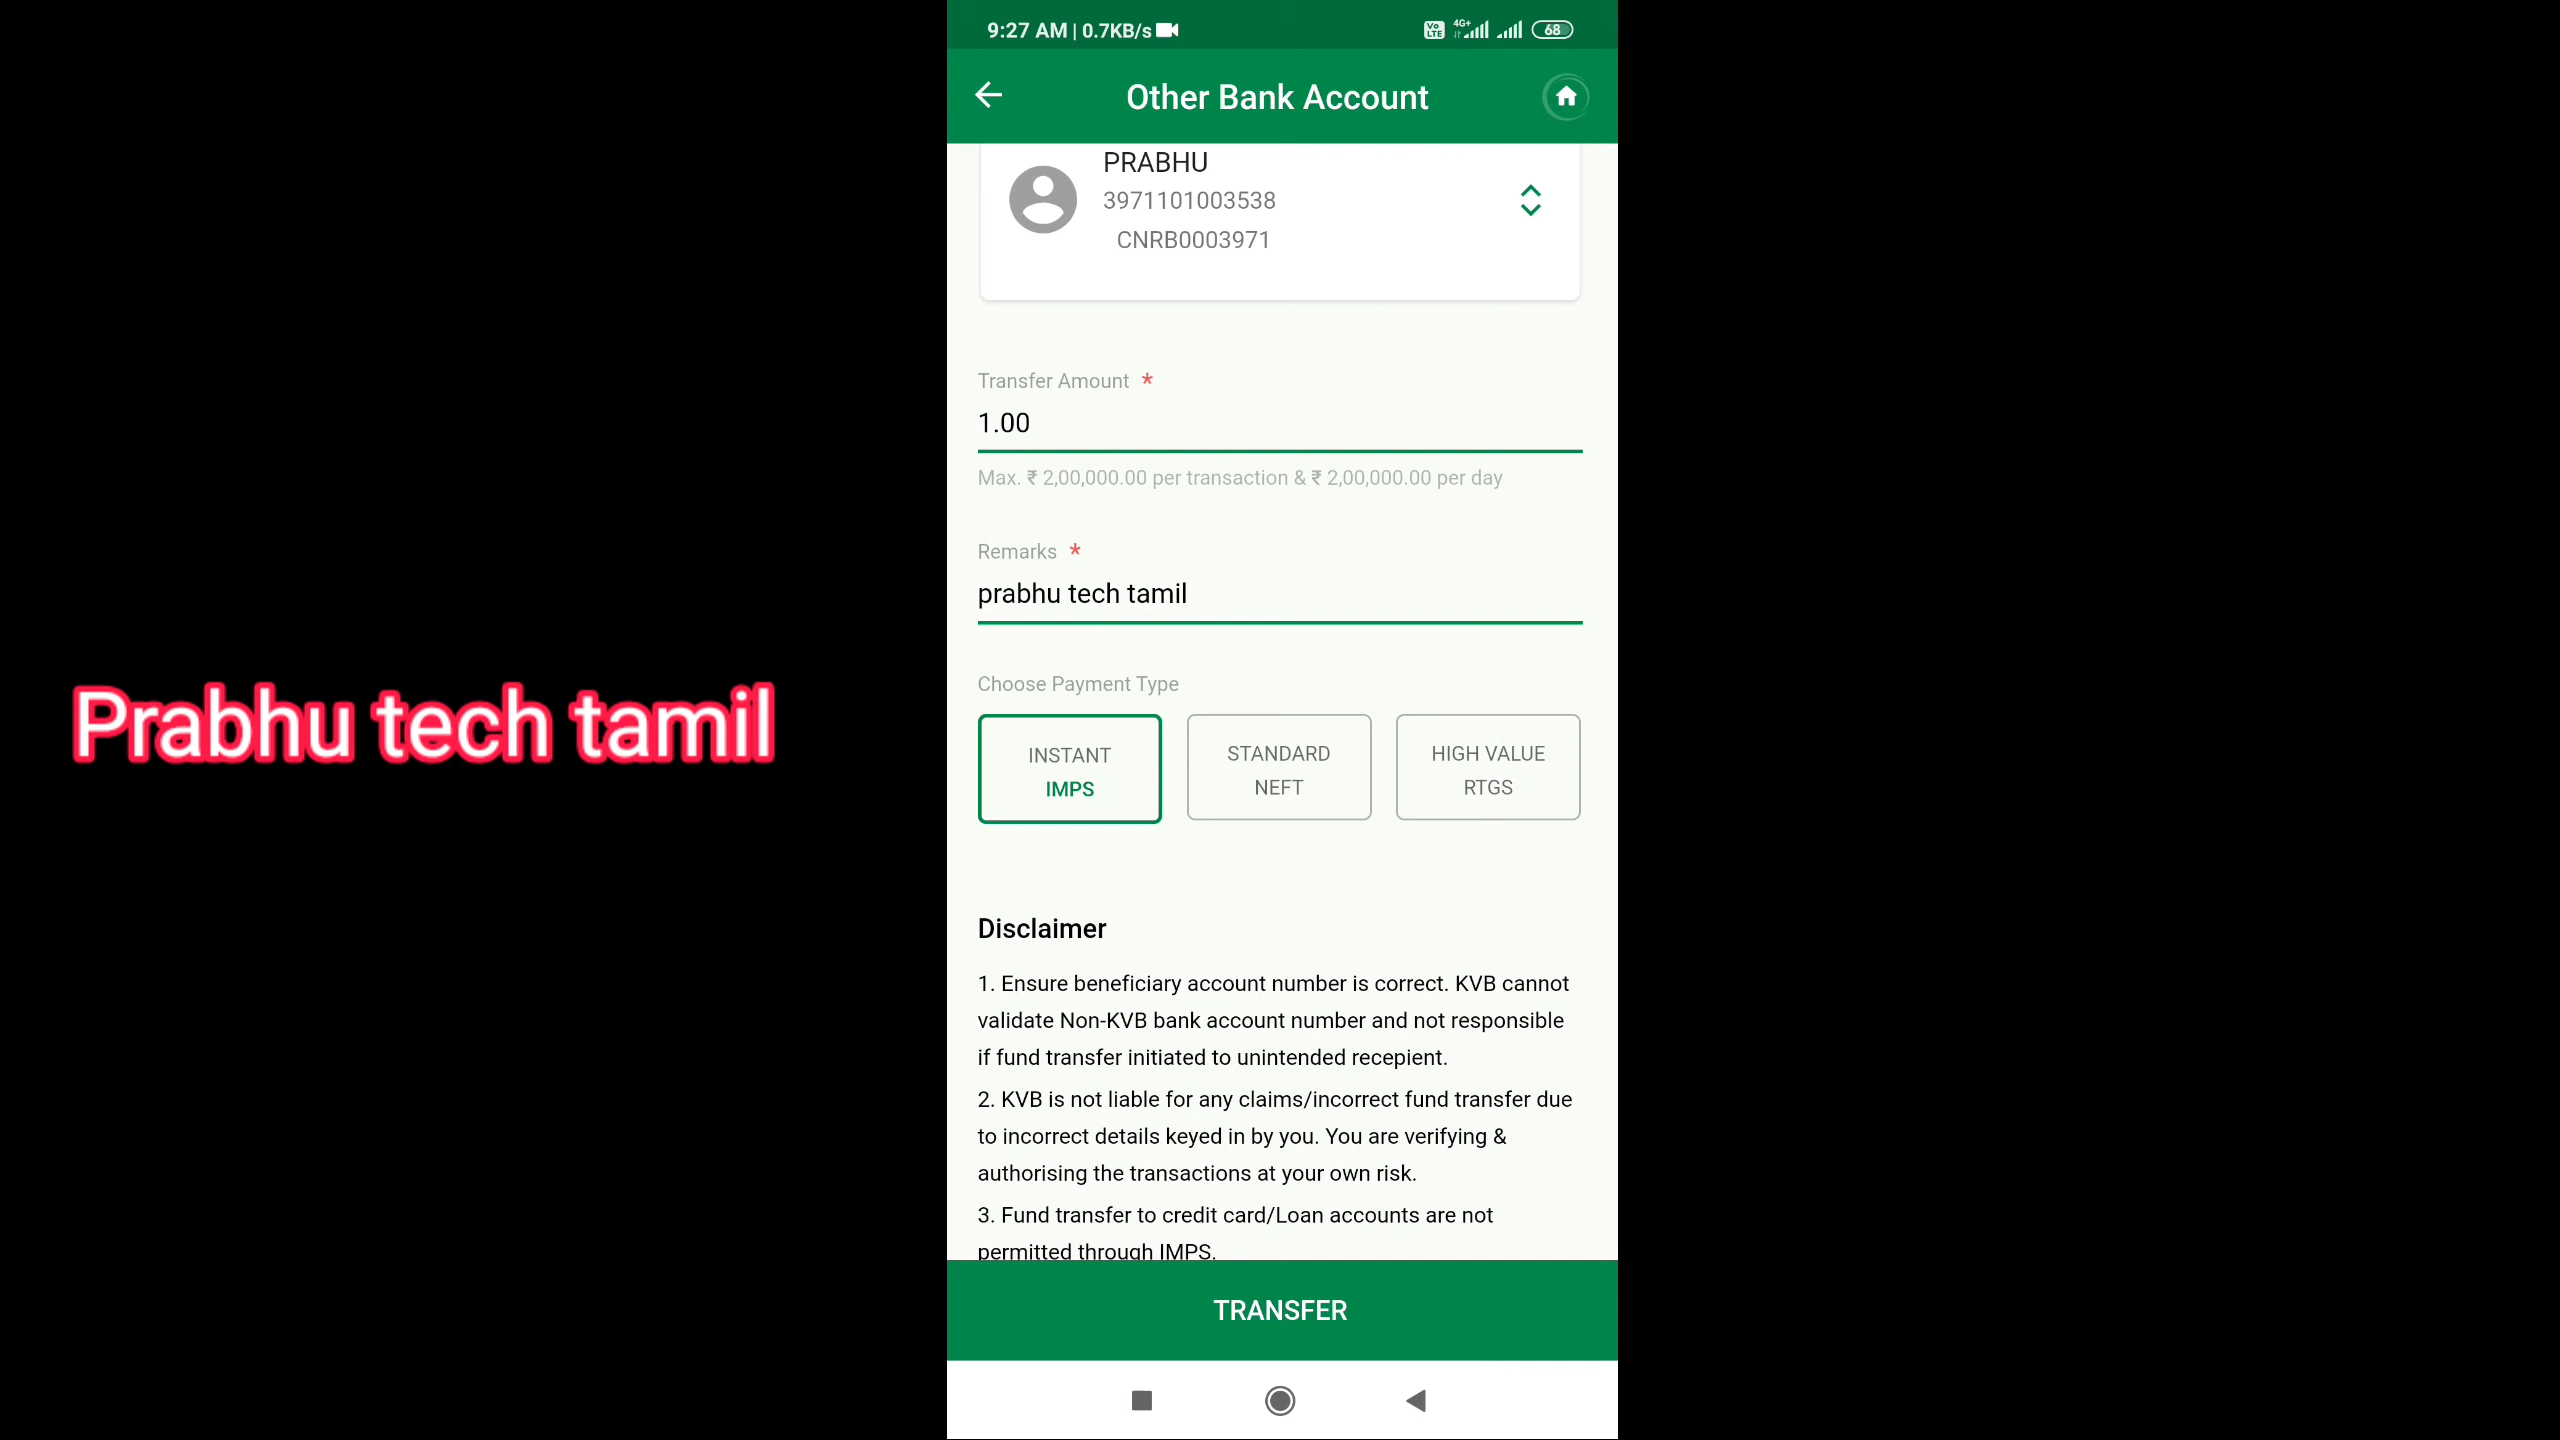 9:27 AM | 0.7KB/s
Vo LTE 4G+ 68
Other Bank Account
PRABHU
3971101003538
CNRB0003971
Transfer Amount *
1.00
Max. ₹ 2,00,000.00 per transaction & ₹ 2,00,000.00 per day
Remarks *
prabhu tech tamil
Prabhu tech tamil
Choose Payment Type
INSTANT
IMPS
STANDARD
NEFT
HIGH VALUE
RTGS
Disclaimer
1. Ensure beneficiary account number is correct. KVB cannot
validate Non-KVB bank account number and not responsible
if fund transfer initiated to unintended recepient.
2. KVB is not liable for any claims/incorrect fund transfer due
to incorrect details keyed in by you. You are verifying &
authorising the transactions at your own risk.
3. Fund transfer to credit card/Loan accounts are not
permitted through IMPS.
TRANSFER